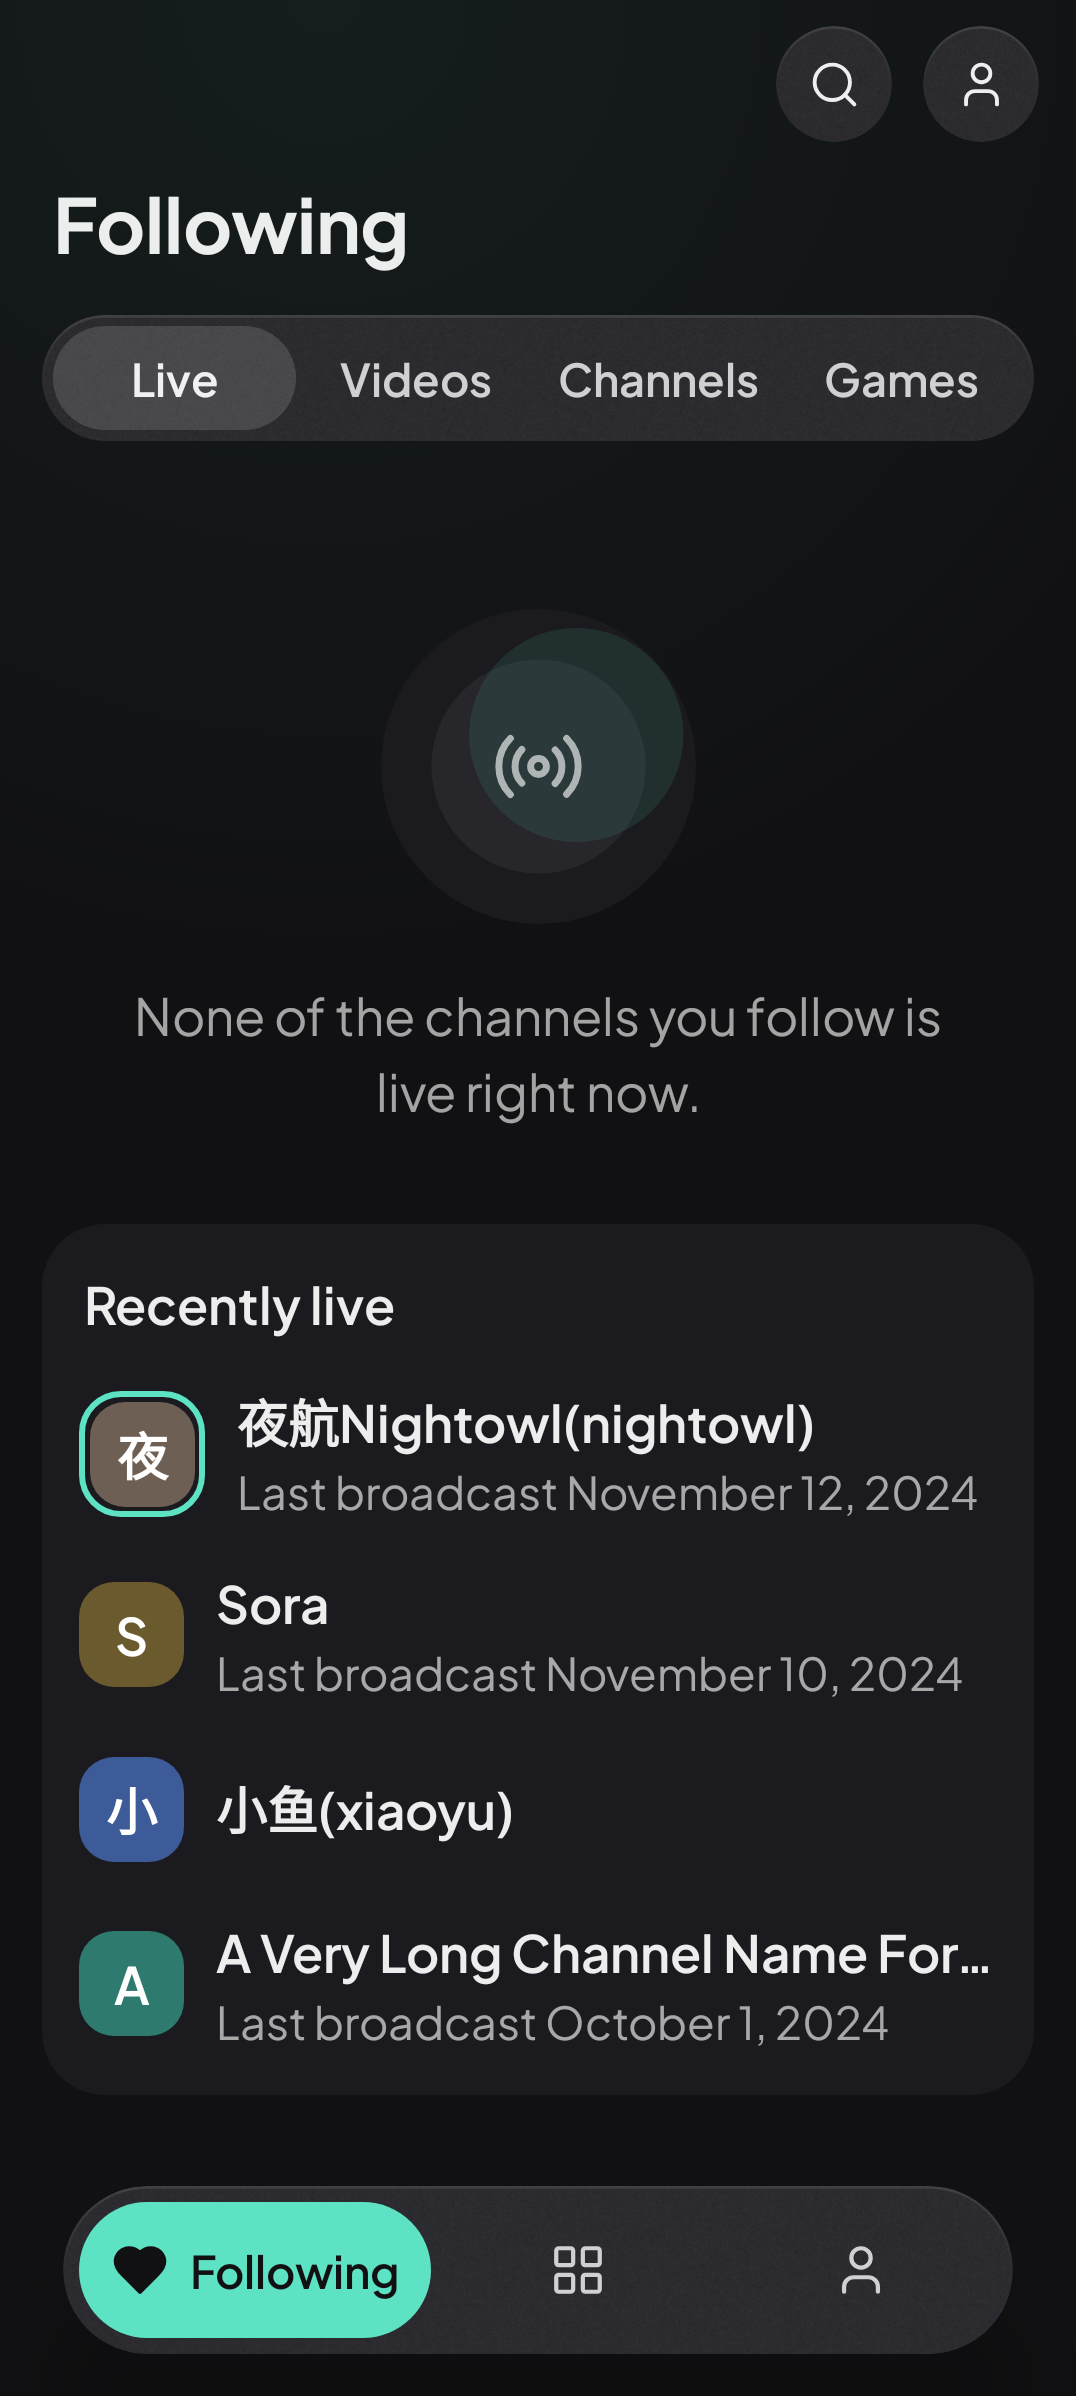 Following
Live Videos Channels Games
None of the channels you follow is
live right now.
Recently live
夜
夜航Nightowl(nightowl)
Last broadcast November 12, 2024
S
Sora
Last broadcast November 10, 2024
小
小鱼(xiaoyu)
A
A Very Long Channel Name For…
Last broadcast October 1, 2024
Following